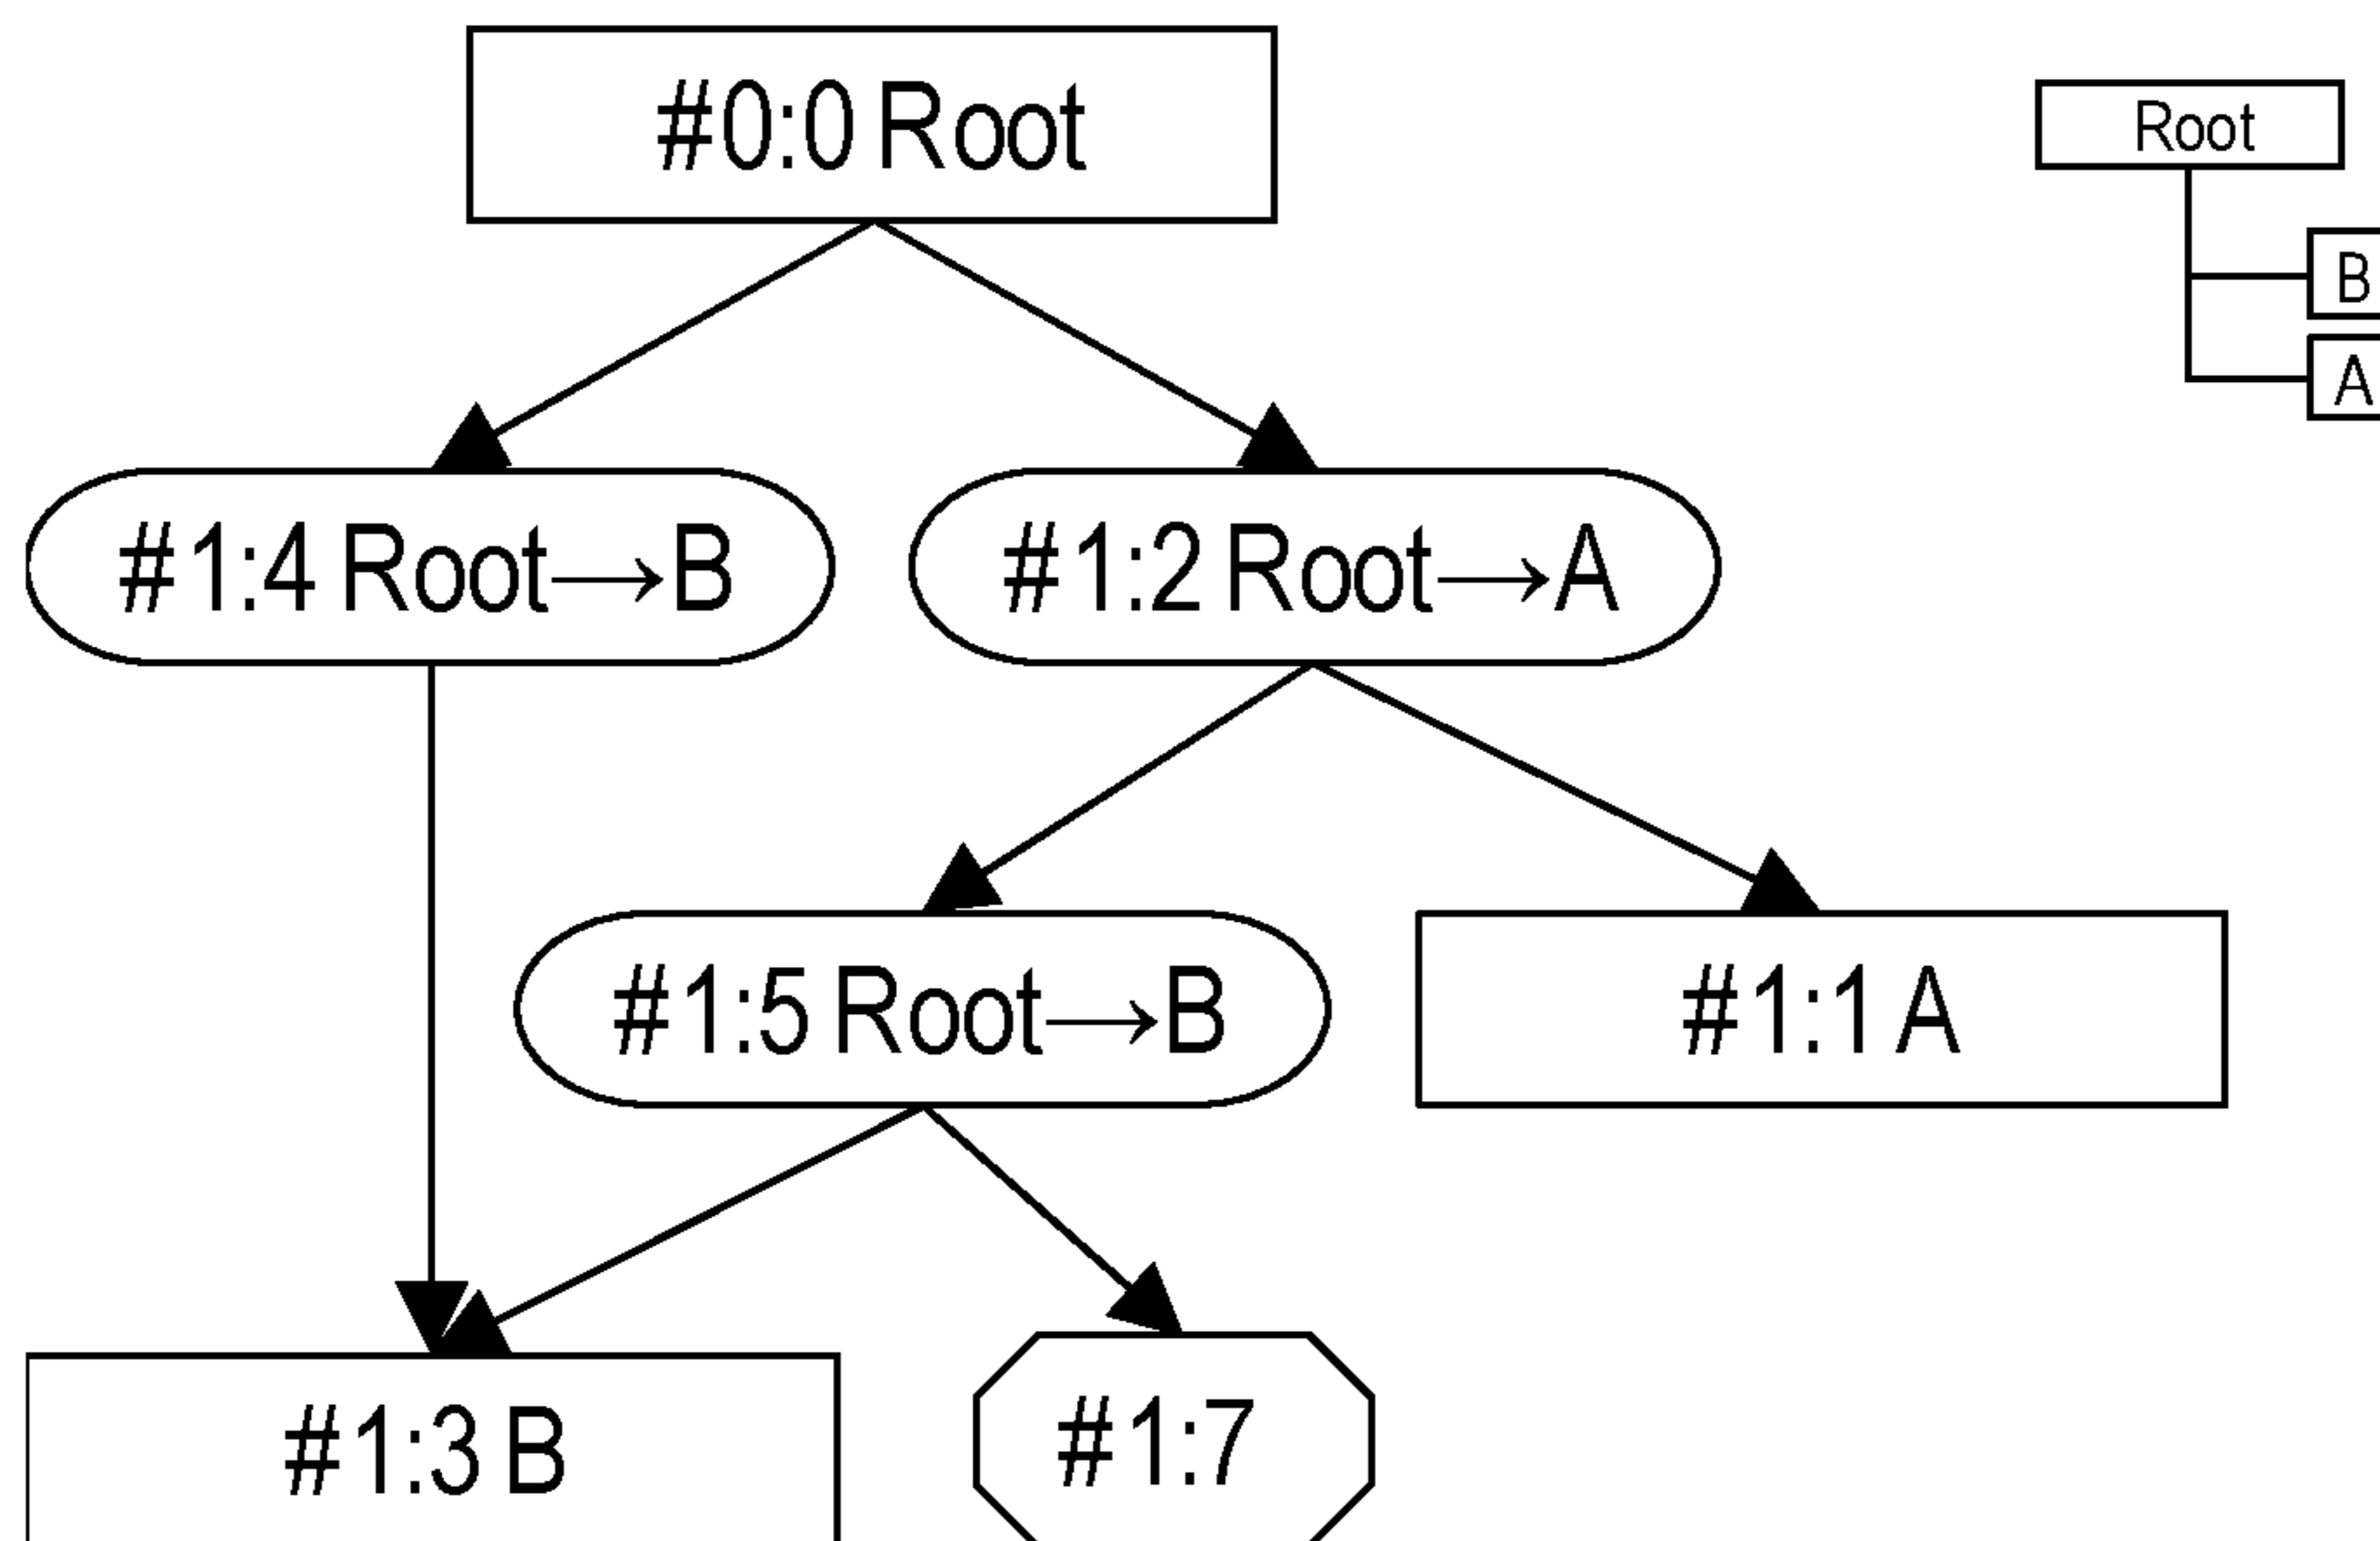 #0:0 Root
Root
B
A
#1:4 Root→B
#1:2 Root→A
#1:5 Root→B
#1:1 A
#1:3 B
#1:7